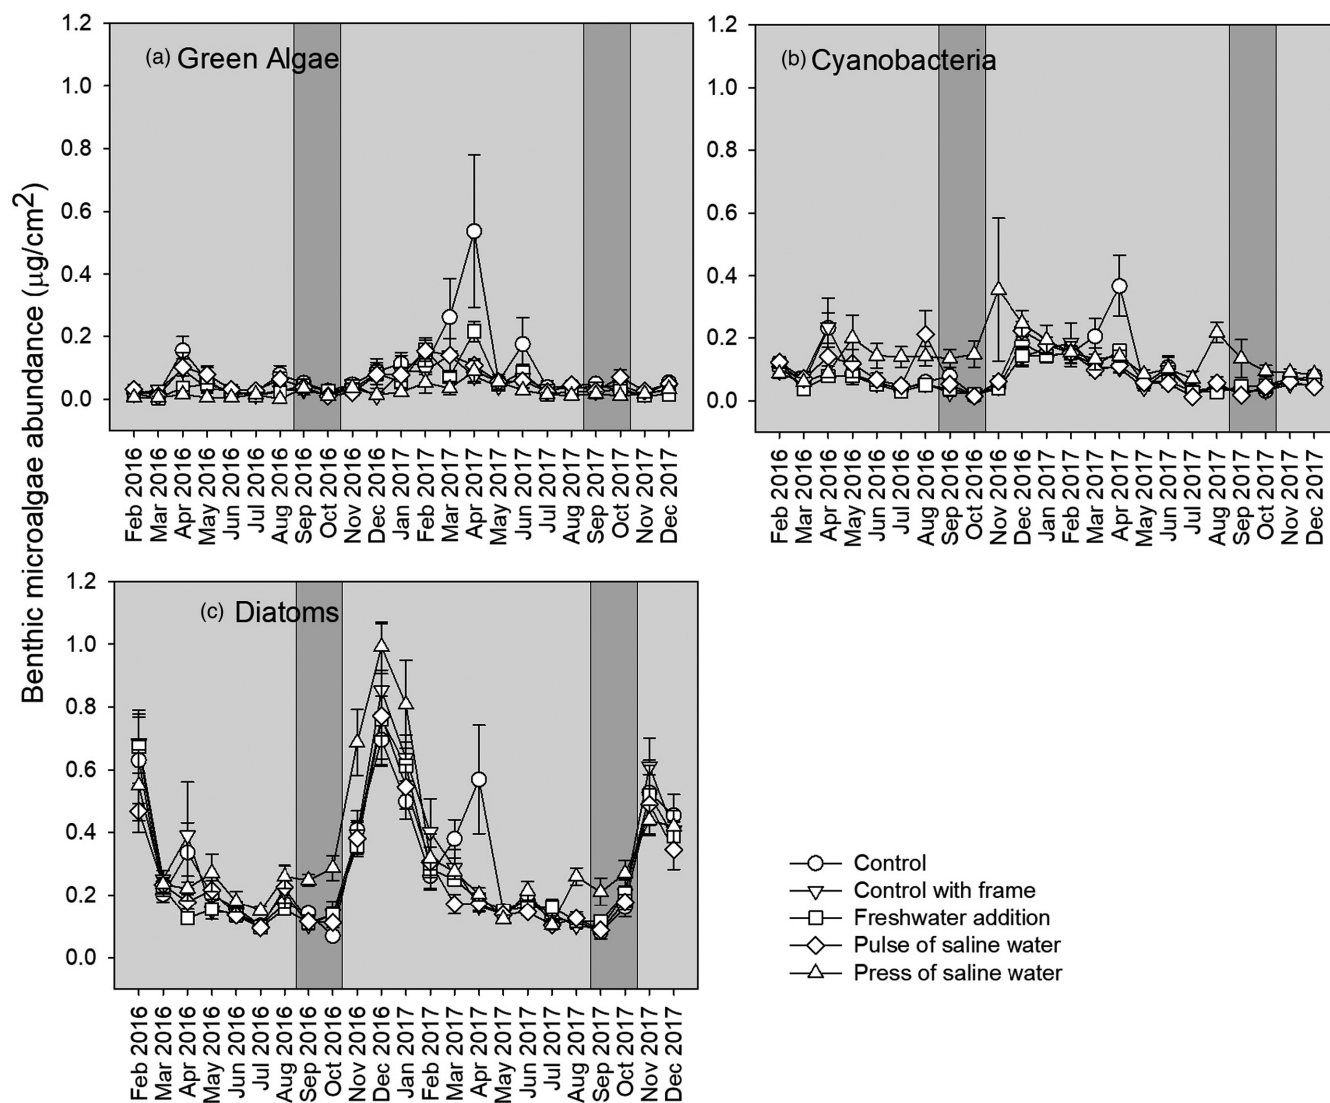 Benthic microalgae abundance (µg/cm²)
(a) Green Algae
1.2
1.0
0.8
0.6
0.4
0.2
0.0
Feb 2016
Mar 2016
Apr 2016
May 2016
Jun 2016
Jul 2016
Aug 2016
Sep 2016
Oct 2016
Nov 2016
Dec 2016
Jan 2017
Feb 2017
Mar 2017
Apr 2017
May 2017
Jun 2017
Jul 2017
Aug 2017
Sep 2017
Oct 2017
Nov 2017
Dec 2017
(b) Cyanobacteria
1.2
1.0
0.8
0.6
0.4
0.2
0.0
Feb 2016
Mar 2016
Apr 2016
May 2016
Jun 2016
Jul 2016
Aug 2016
Sep 2016
Oct 2016
Nov 2016
Dec 2016
Jan 2017
Feb 2017
Mar 2017
Apr 2017
May 2017
Jun 2017
Jul 2017
Aug 2017
Sep 2017
Oct 2017
Nov 2017
Dec 2017
(c) Diatoms
1.2
1.0
0.8
0.6
0.4
0.2
0.0
Feb 2016
Mar 2016
Apr 2016
May 2016
Jun 2016
Jul 2016
Aug 2016
Sep 2016
Oct 2016
Nov 2016
Dec 2016
Jan 2017
Feb 2017
Mar 2017
Apr 2017
May 2017
Jun 2017
Jul 2017
Aug 2017
Sep 2017
Oct 2017
Nov 2017
Dec 2017
Control
Control with frame
Freshwater addition
Pulse of saline water
Press of saline water